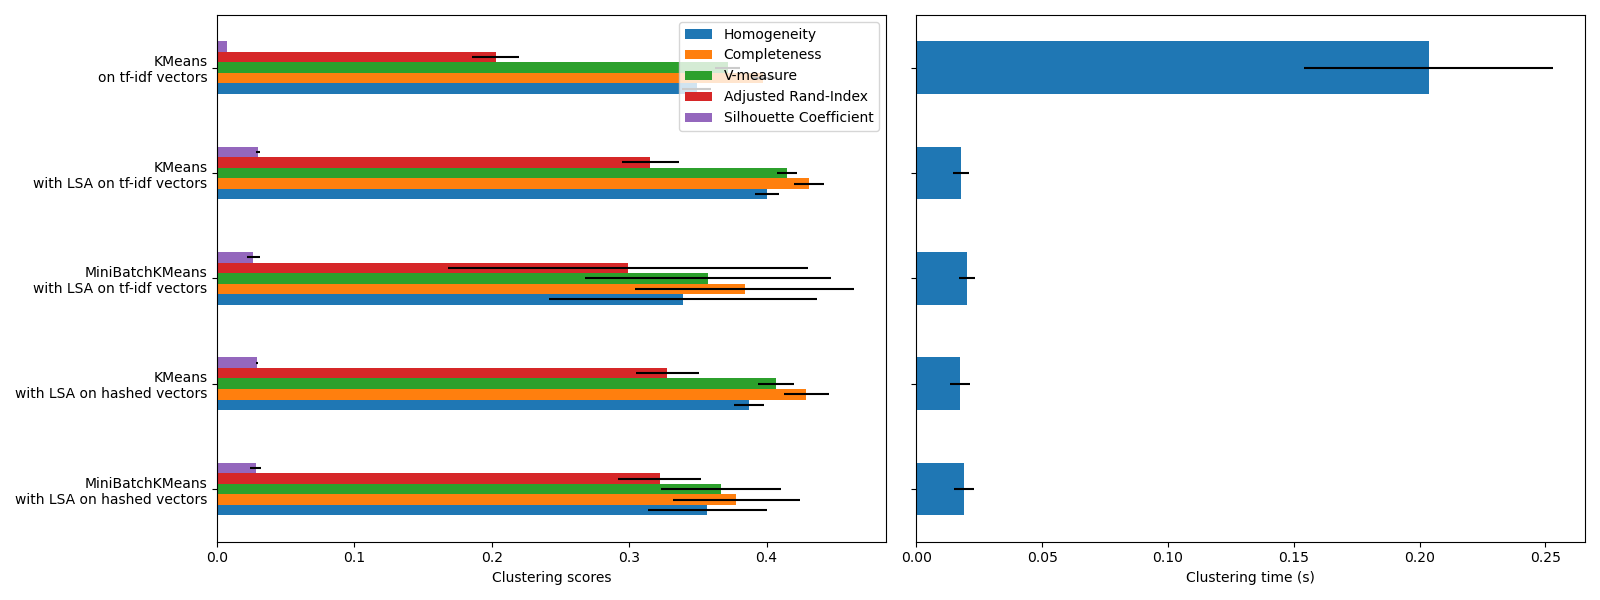 KMeans
on tf-idf vectors
KMeans
with LSA on tf-idf vectors
MiniBatchKMeans
with LSA on tf-idf vectors
KMeans
with LSA on hashed vectors
MiniBatchKMeans
with LSA on hashed vectors
Homogeneity
Completeness
V-measure
Adjusted Rand-Index
Silhouette Coefficient
0.0 0.1 0.2 0.3 0.4
Clustering scores
0.00 0.05 0.10 0.15 0.20 0.25
Clustering time (s)